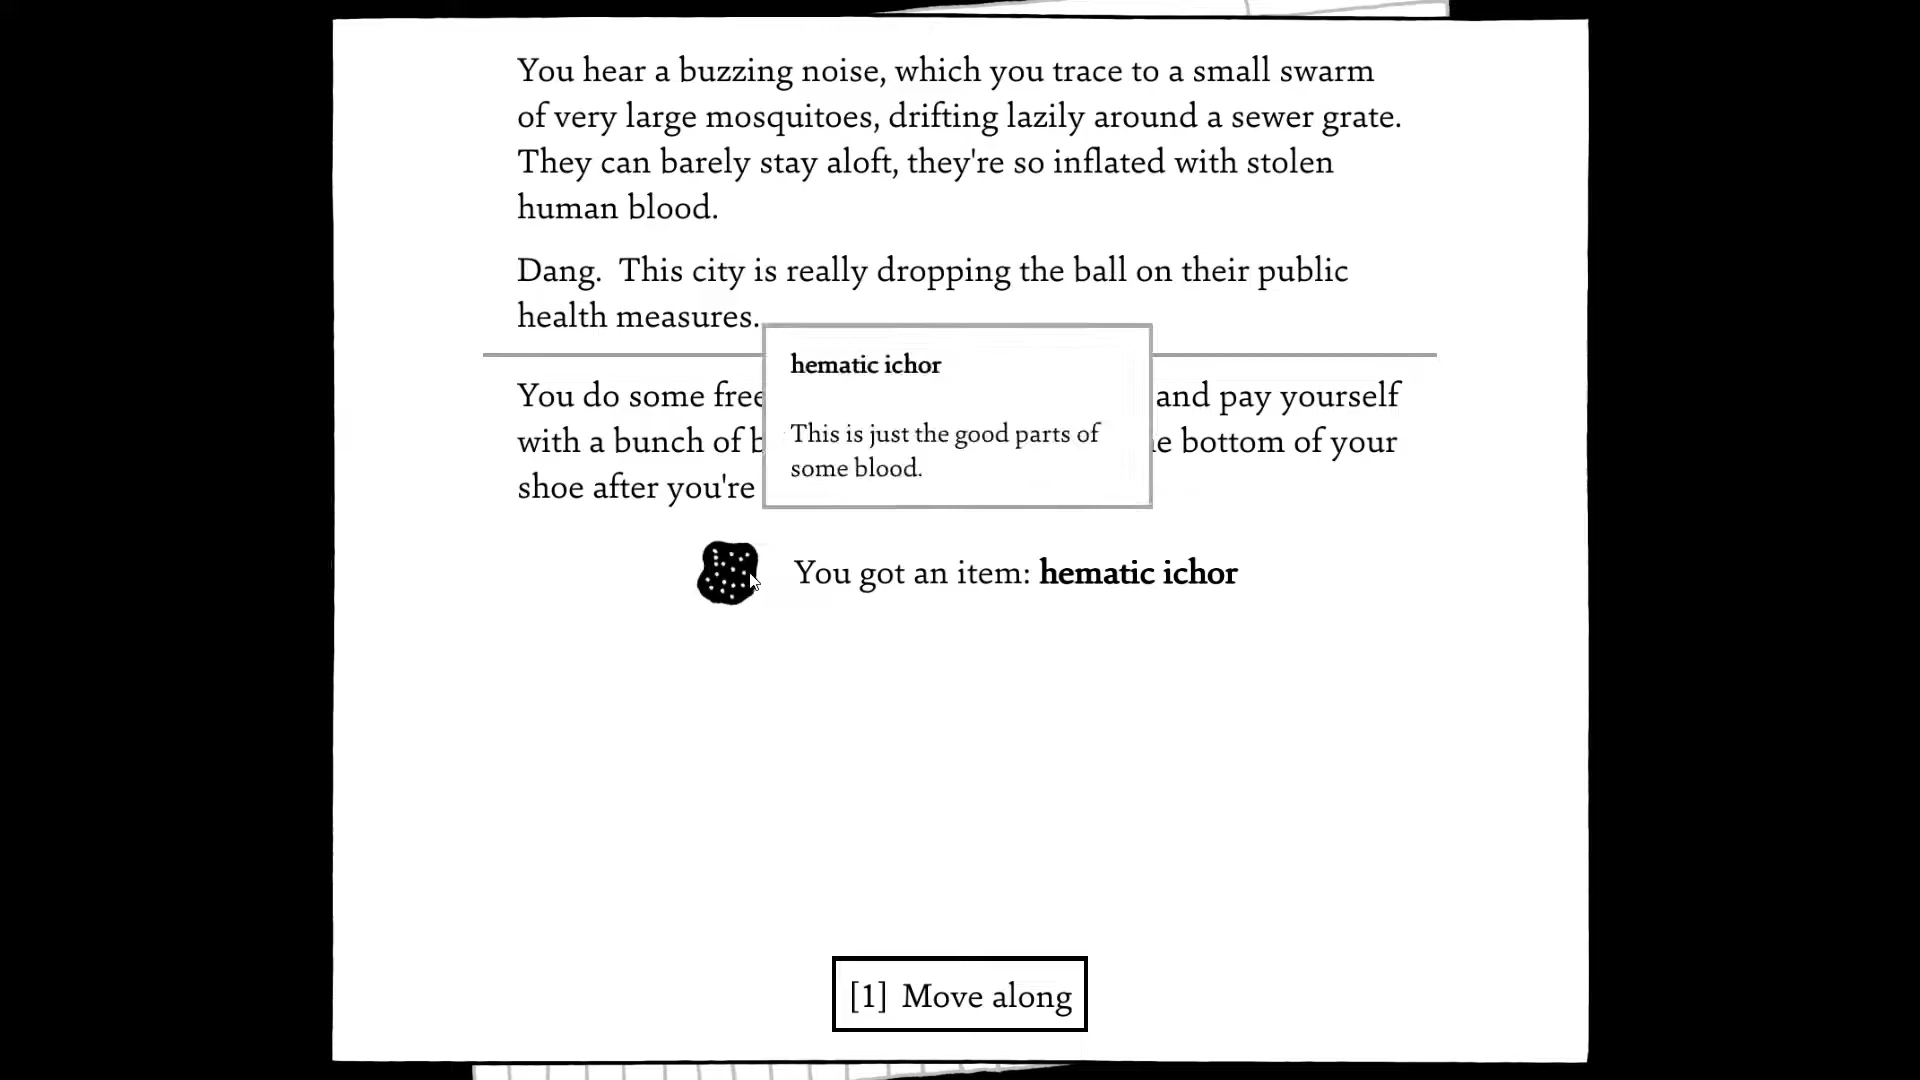 You hear a buzzing noise, which you trace to a small swarm
of very large mosquitoes, drifting lazily around a sewer grate.
They can barely stay aloft, they're so inflated with stolen
human blood.
Dang.  This city is really dropping the ball on their public
health measures.
hematic ichor
This is just the good parts of
some blood.
You do some and pay yourself
with a bunch of bottom of your
shoe after you're
You got an item: hematic ichor
[1] Move along